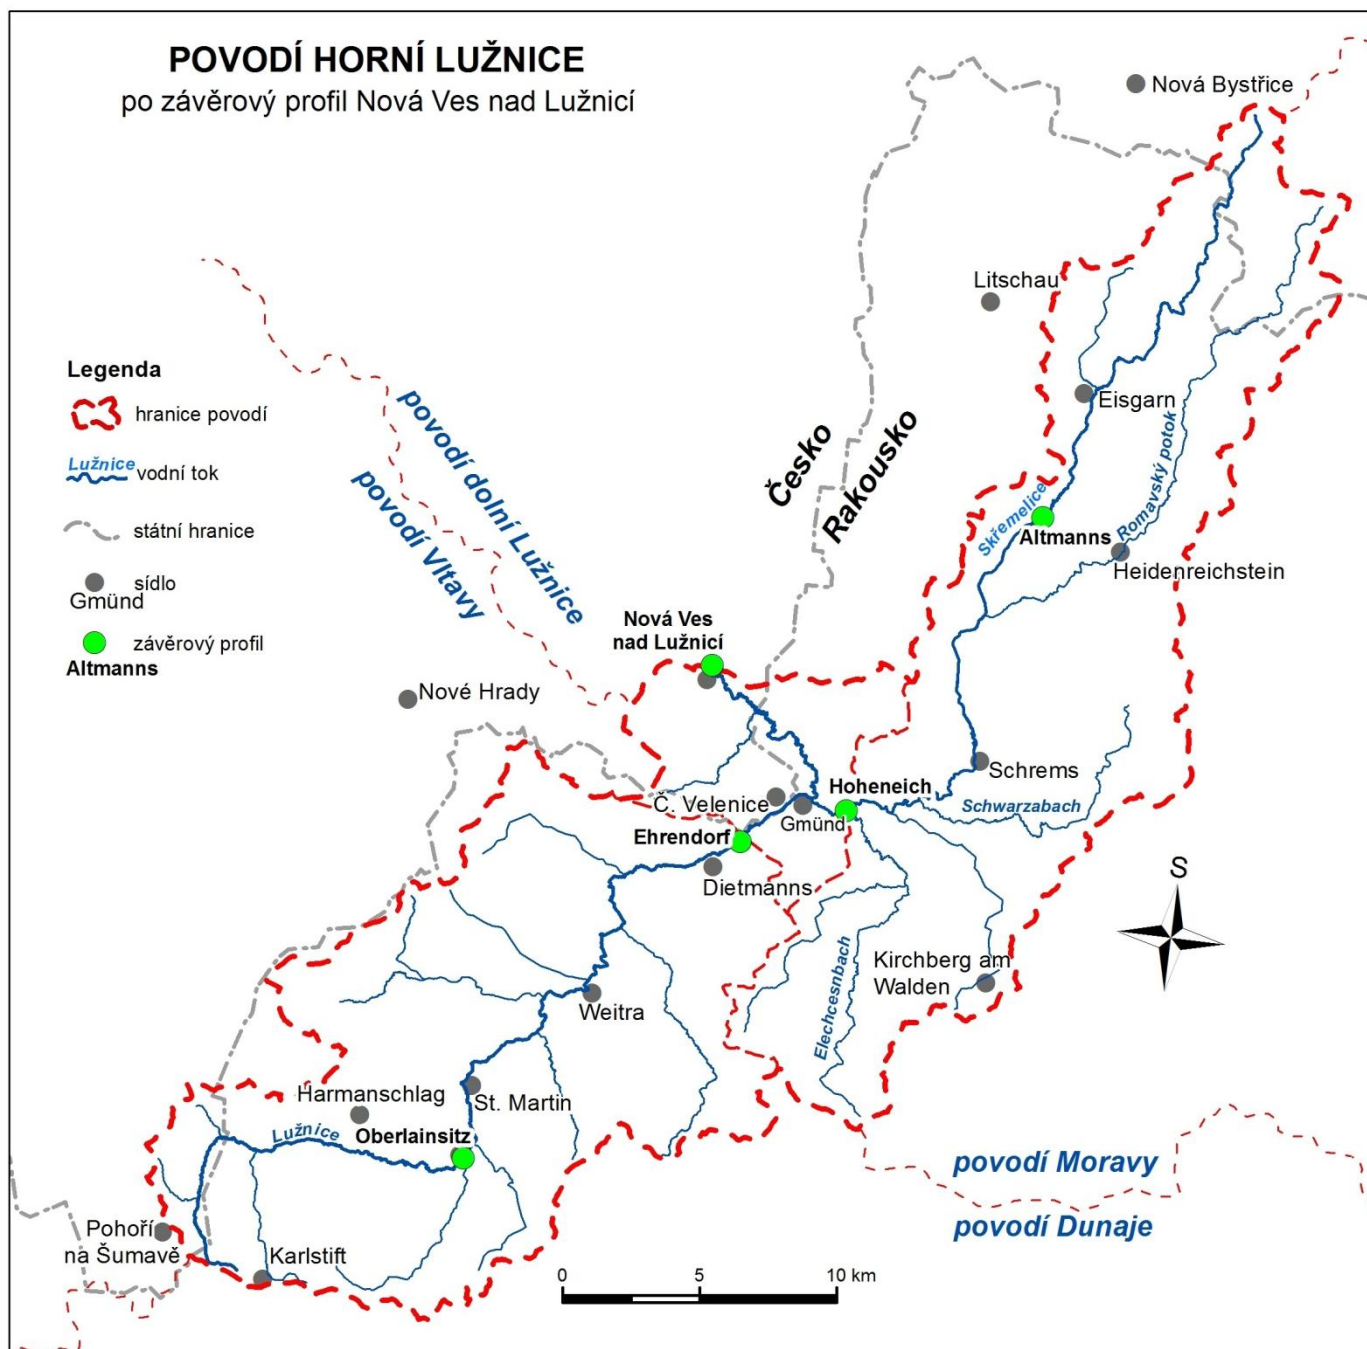 POVODÍ HORNÍ LUŽNICE
po závěrový profil Nová Ves nad Lužnicí
Nová Bystřice
Litschau
Legenda
hranice povodí
Lužnice
vodní tok
státní hranice
sídlo
Gmünd
závěrový profil
Altmanns
povodí dolní Lužnice
povodí Vltavy
Česko
Rakousko
Eisgarn
Romavský potok
Skřemelice
Altmanns
Heidenreichstein
Nová Ves
nad Lužnicí
Nové Hrady
Schrems
Hoheneich
Schwarzabach
Č. Velenice
Gmünd
Ehrendorf
Dietmanns
S
Kirchberg am
Walden
Elechcesnbach
Weitra
Harmanschlag
St. Martin
Lužnice
Oberlainsitz
povodí Moravy
povodí Dunaje
Pohoří
na Šumavě
Karlstift
0 5 10 km